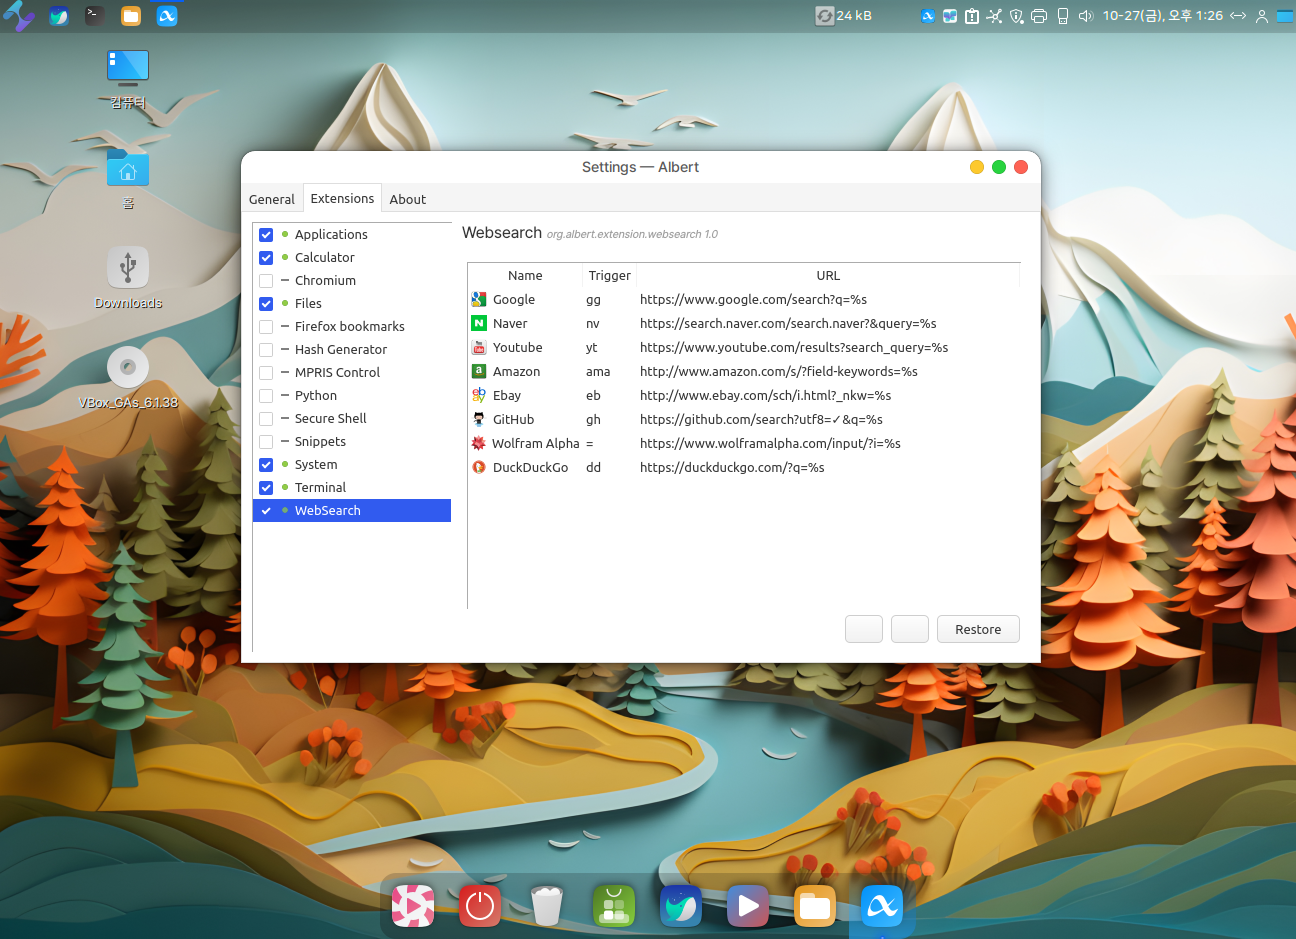 24 kB
10-27(금), 오후 1:26
컴퓨터
홈
Downloads
VBox_GAs_6.1.38
Settings — Albert
General
Extensions
About
Applications
Calculator
Chromium
Files
Firefox bookmarks
Hash Generator
MPRIS Control
Python
Secure Shell
Snippets
System
Terminal
WebSearch
Websearch org.albert.extension.websearch 1.0
Name Trigger URL
Google gg https://www.google.com/search?q=%s
Naver nv https://search.naver.com/search.naver?&query=%s
Youtube yt https://www.youtube.com/results?search_query=%s
Amazon ama http://www.amazon.com/s/?field-keywords=%s
Ebay eb http://www.ebay.com/sch/i.html?_nkw=%s
GitHub gh https://github.com/search?utf8=✓&q=%s
Wolfram Alpha = https://www.wolframalpha.com/input/?i=%s
DuckDuckGo dd https://duckduckgo.com/?q=%s
Restore